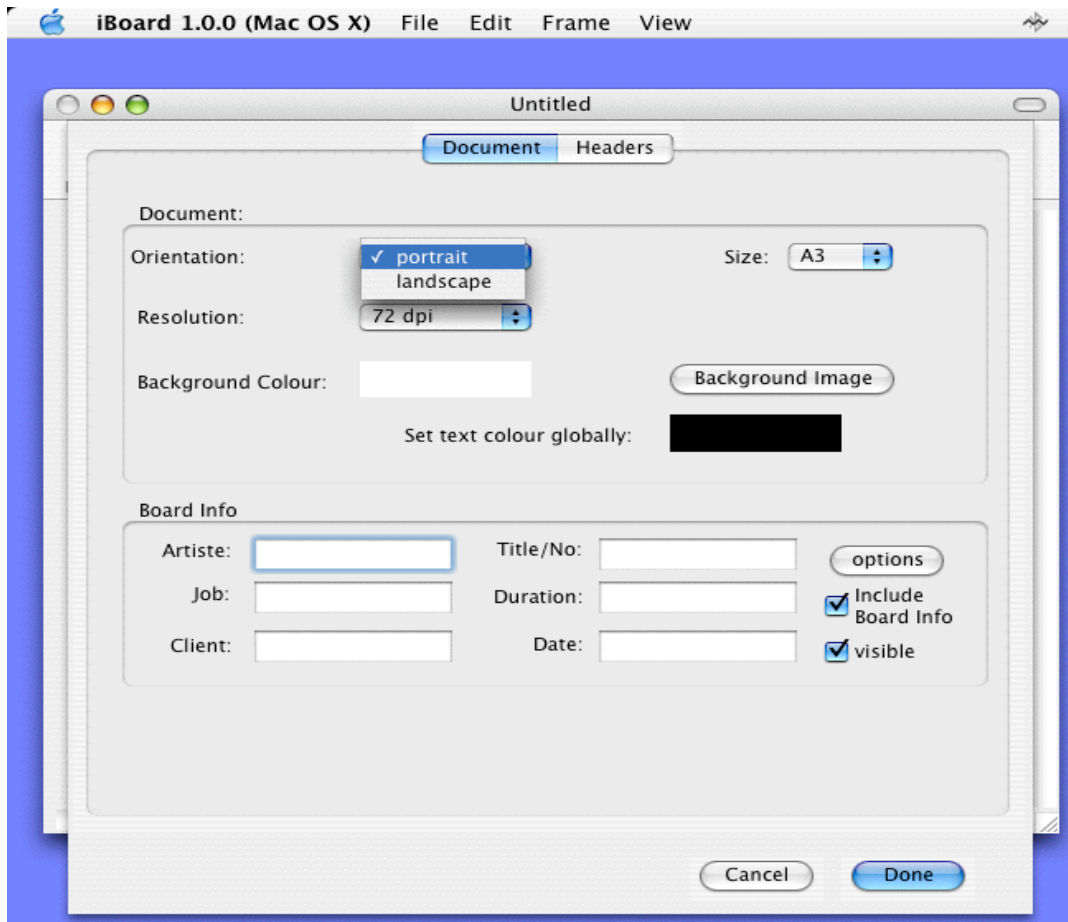 iBoard 1.0.0 (Mac OS X) File Edit Frame View
Untitled
Document Headers
Document:
Orientation: ✓ portrait Size: A3
landscape
Resolution: 72 dpi
Background Colour: Background Image
Set text colour globally:
Board Info
Artiste: Title/No: options
Job: Duration: Include
Board Info
Client: Date: visible
Cancel Done